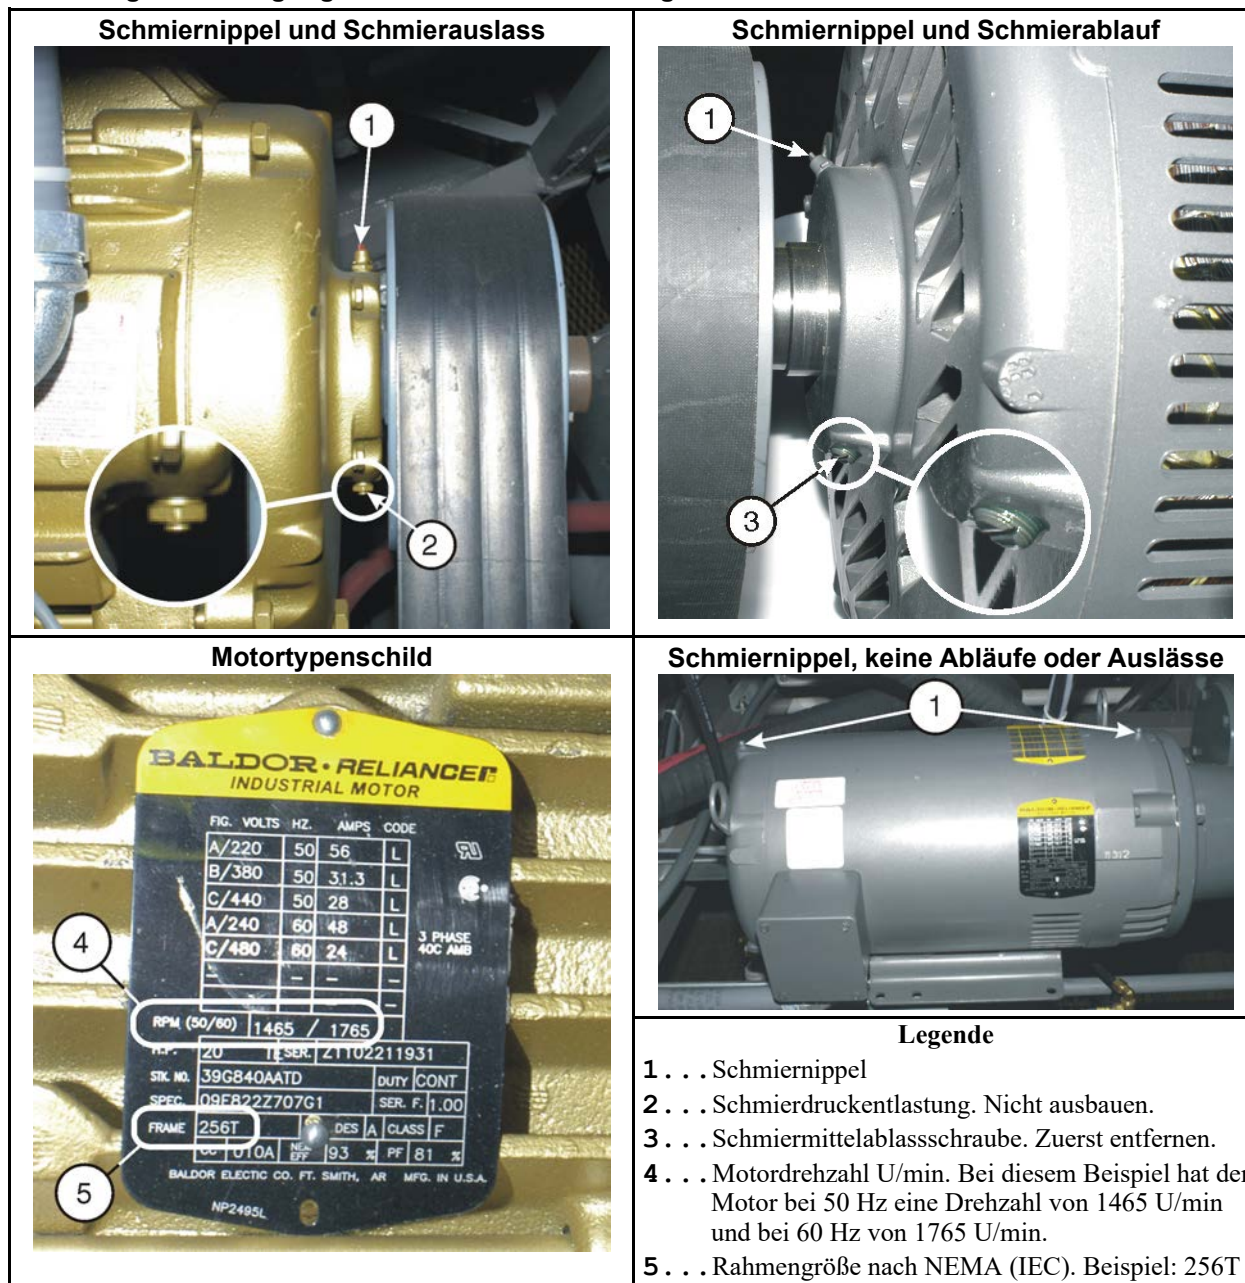 Schmiernippel und Schmierauslass
1
2
Schmiernippel und Schmierablauf
1
3
Motortypenschild
BALDOR • RELIANCER
INDUSTRIAL MOTOR
FIG. VOLTS HZ. AMPS CODE
A/220 50 56 L
B/380 50 31.3 L
C/440 50 28 L
A/240 60 48 L
C/480 60 24 L
3 PHASE
40C AMB
– – – –
– – – –
RPM (50/60) 1465 / 1765
H.P. 20 TE SER. Z1102211931
STK. NO. 39G840AATD DUTY CONT
SPEC. 09E822Z707G1 SER. F. 1.00
FRAME 256T DES A CLASS F
CC 010A EFF 93 % PF 81 %
BALDOR ELECTIC CO. FT. SMITH, AR MFG. IN U.S.A.
NP2495L
4
5
Schmiernippel, keine Abläufe oder Auslässe
1
Legende
1 . . . Schmiernippel
2 . . . Schmierdruckentlastung. Nicht ausbauen.
3 . . . Schmiermittelablassschraube. Zuerst entfernen.
4 . . . Motordrehzahl U/min. Bei diesem Beispiel hat der
Motor bei 50 Hz eine Drehzahl von 1465 U/min
und bei 60 Hz von 1765 U/min.
5 . . . Rahmengröße nach NEMA (IEC). Beispiel: 256T